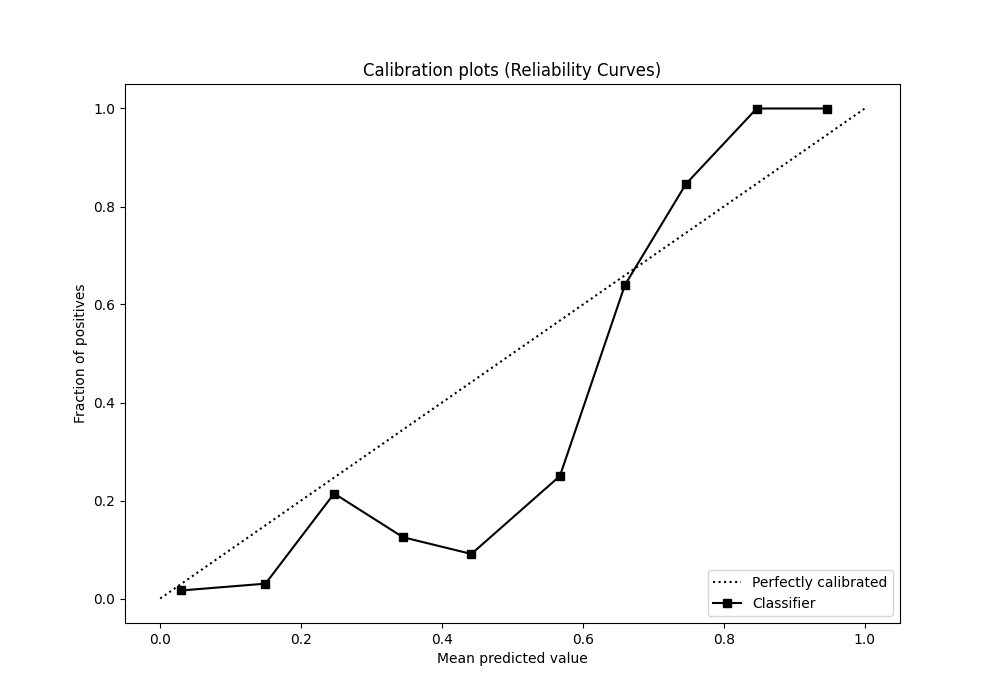 Calibration plots (Reliability Curves)
1.0
0.8
0.6
0.4
0.2
0.0
Fraction of positives
Perfectly calibrated
Classifier
0.0 0.2 0.4 0.6 0.8 1.0
Mean predicted value